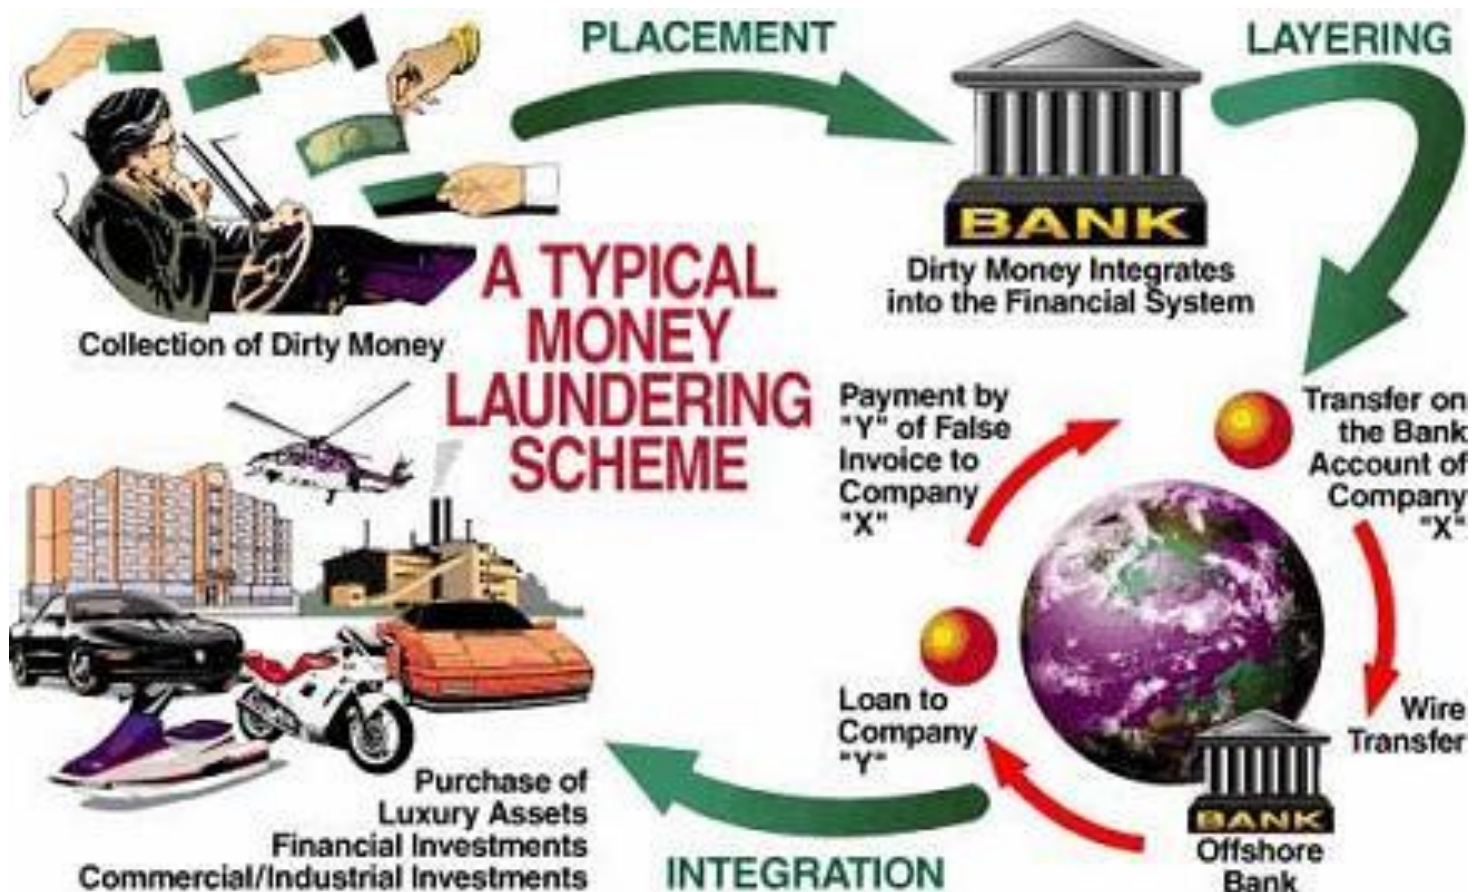 PLACEMENT
LAYERING
BANK
Dirty Money Integrates
into the Financial System
Collection of Dirty Money
A TYPICAL
MONEY
LAUNDERING
SCHEME
Payment by
"Y" of False
Invoice to
Company
"X"
Transfer on
the Bank
Account of
Company
"X"
Loan to
Company
"Y"
Wire
Transfer
BANK
Offshore
Bank
Purchase of
Luxury Assets
Financial Investments
Commercial/Industrial Investments
INTEGRATION